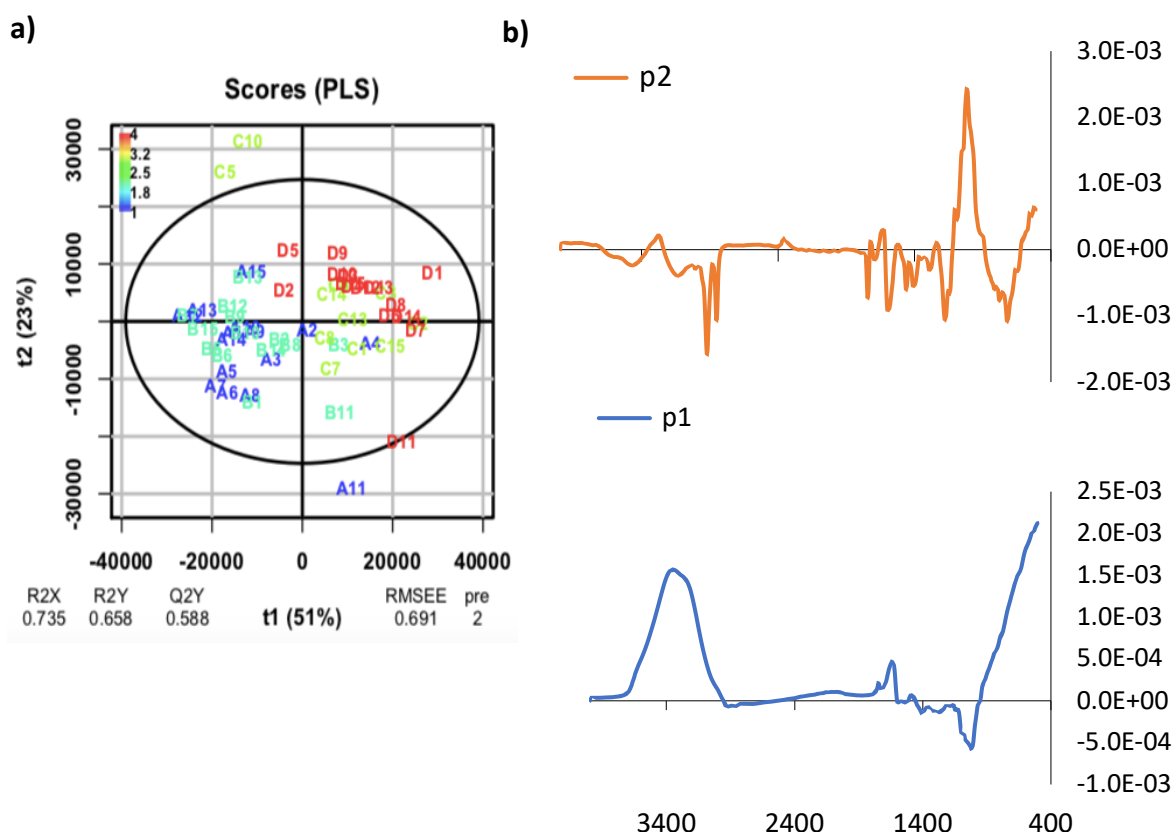 a)
Scores (PLS)
t2 (23%)
30000
10000
0
-10000
-30000
4
3.2
2.5
1.8
1
C10
C5
D5
D9
A15
D1
D2
C14
A13
B12
D8
C13
D7
A2
C8
B3
A4
C15
A14
B6
A3
C7
A5
A7
A6
A8
B1
B11
D11
A11
-40000
-20000
0
20000
40000
R2X
R2Y
Q2Y
t1 (51%)
RMSEE
pre
0.735
0.658
0.588
0.691
2
b)
p2
3.0E-03
2.0E-03
1.0E-03
0.0E+00
-1.0E-03
-2.0E-03
p1
2.5E-03
2.0E-03
1.5E-03
1.0E-03
5.0E-04
0.0E+00
-5.0E-04
-1.0E-03
3400
2400
1400
400